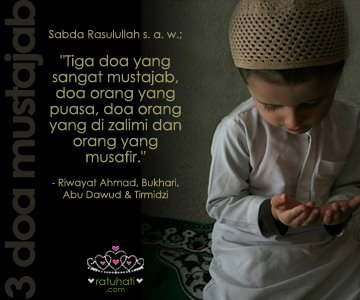 3 doa mustajab
Sabda Rasulullah s. a. w.;
"Tiga doa yang
sangat mustajab,
doa orang yang
puasa, doa orang
yang di zalimi dan
orang yang
musafir."
- Riwayat Ahmad, Bukhari,
Abu Dawud & Tirmidzi
ratuhati
.com